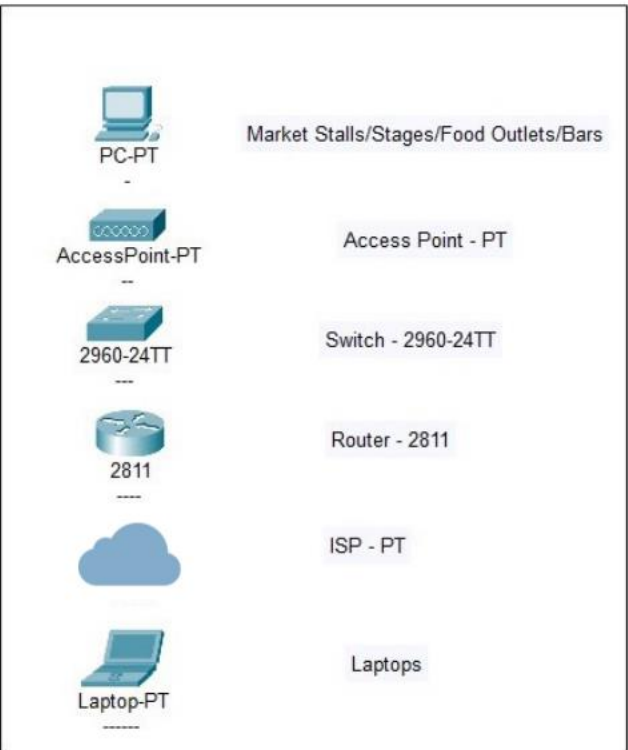 PC-PT
-
Market Stalls/Stages/Food Outlets/Bars
AccessPoint-PT
--
Access Point - PT
2960-24TT
---
Switch - 2960-24TT
2811
----
Router - 2811
ISP - PT
Laptop-PT
------
Laptops